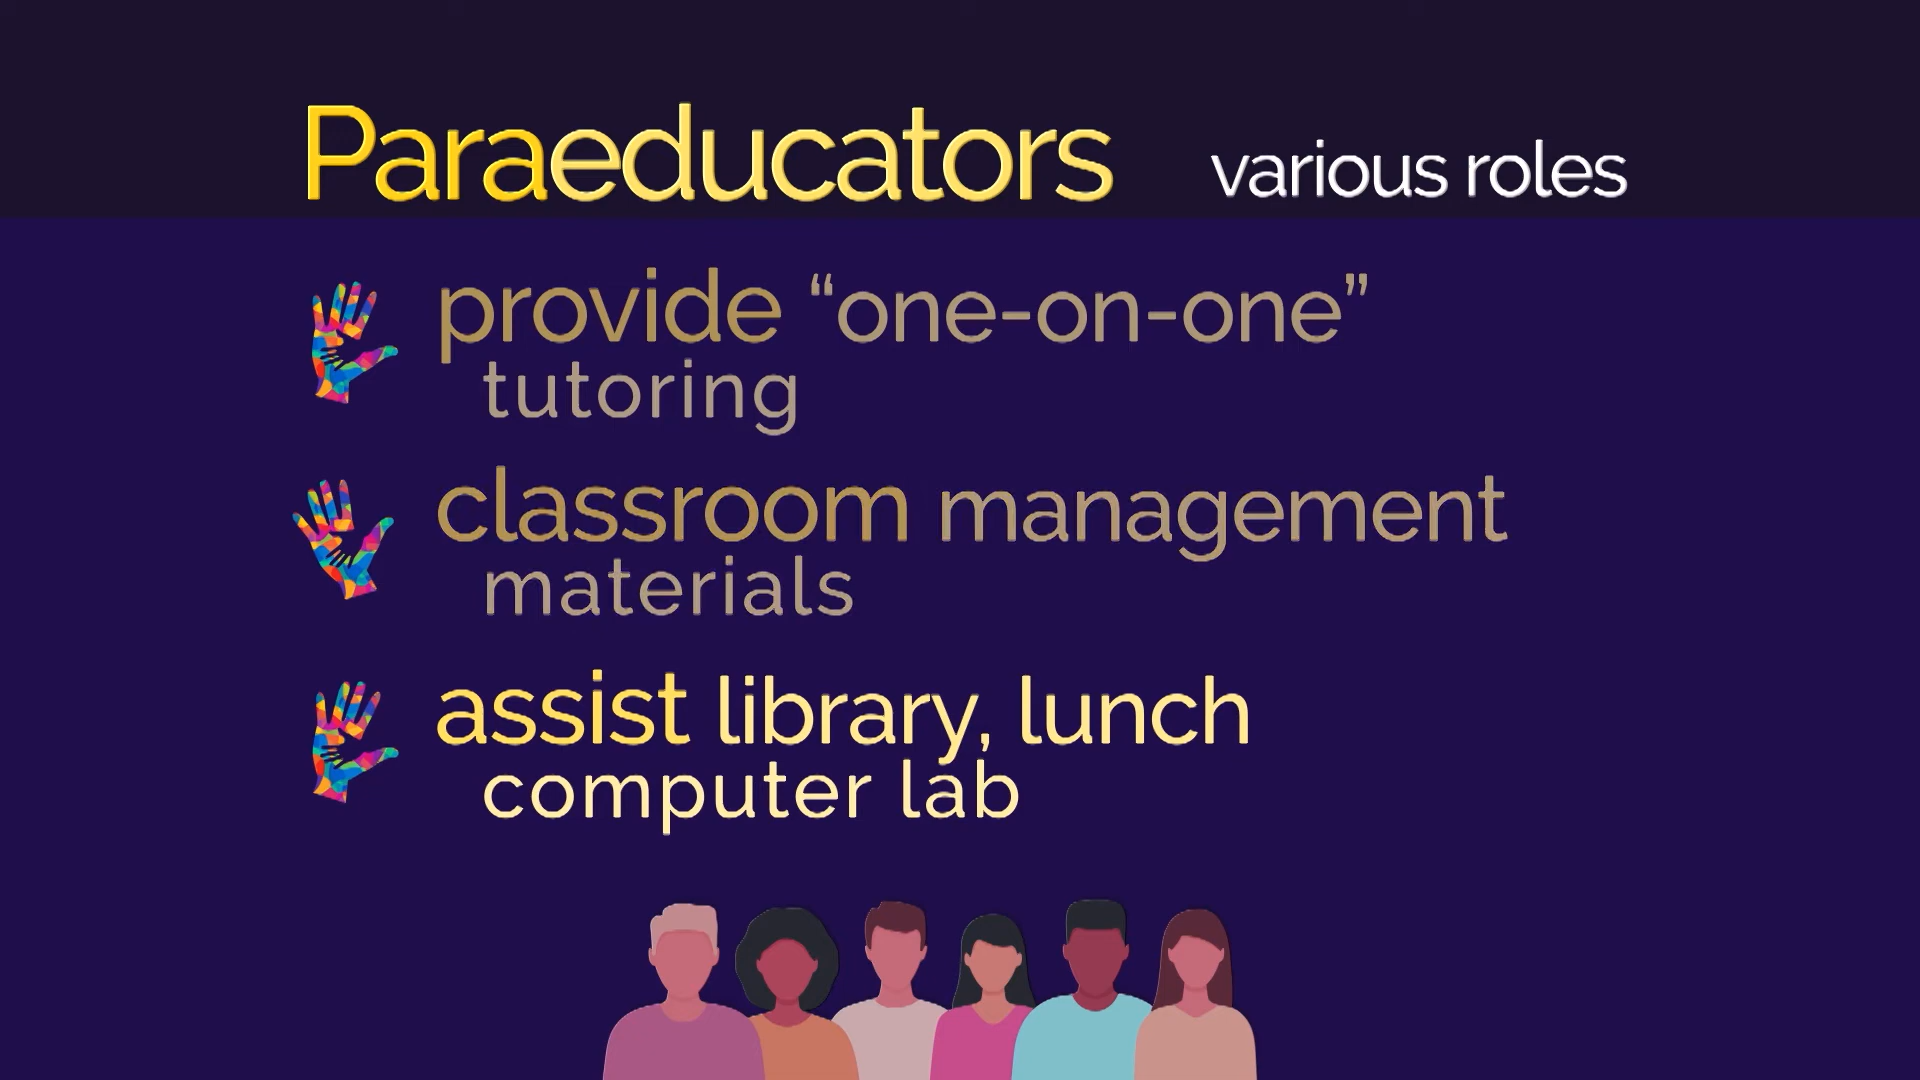 Paraeducators various roles
provide “one-on-one”
tutoring
classroom management
materials
assist library, lunch
computer lab